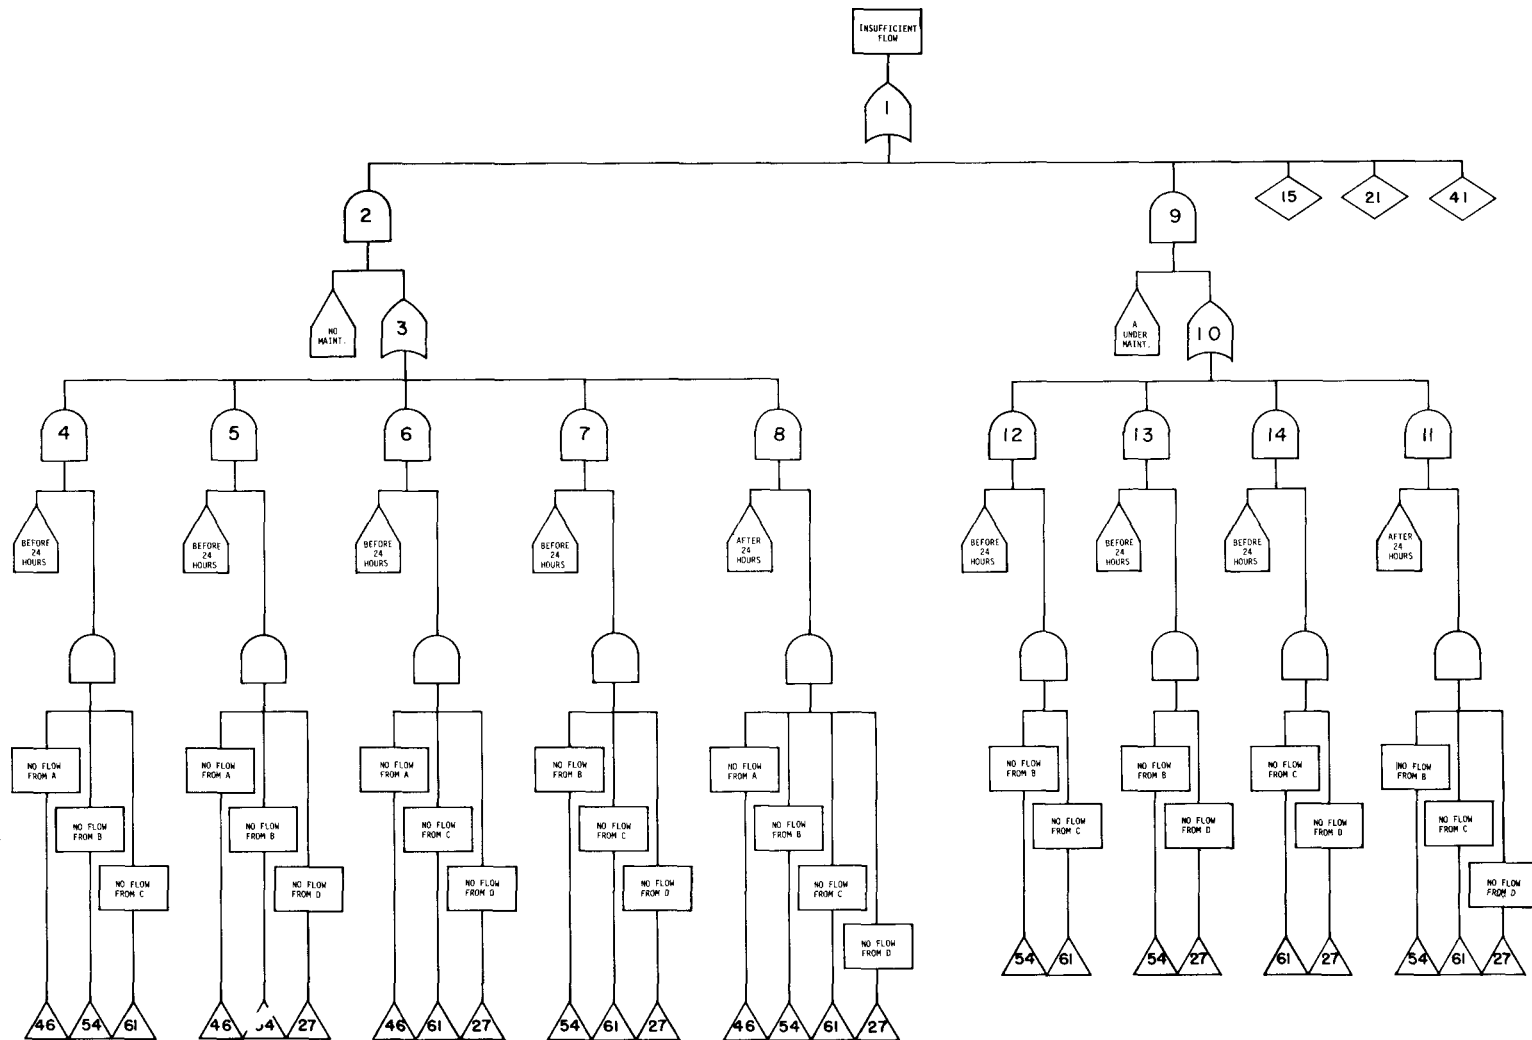 INSUFFICIENT
FLOW
1
2
9
15
21
41
NO
MAINT.
3
A
UNDER
MAINT.
10
4
5
6
7
8
12
13
14
11
BEFORE
24
HOURS
BEFORE
24
HOURS
BEFORE
24
HOURS
BEFORE
24
HOURS
AFTER
24
HOURS
BEFORE
24
HOURS
BEFORE
24
HOURS
BEFORE
24
HOURS
AFTER
24
HOURS
NO FLOW
FROM A
NO FLOW
FROM A
NO FLOW
FROM A
NO FLOW
FROM B
NO FLOW
FROM A
NO FLOW
FROM B
NO FLOW
FROM B
NO FLOW
FROM C
NO FLOW
FROM B
NO FLOW
FROM B
NO FLOW
FROM B
NO FLOW
FROM C
NO FLOW
FROM C
NO FLOW
FROM B
NO FLOW
FROM C
NO FLOW
FROM D
NO FLOW
FROM D
NO FLOW
FROM C
NO FLOW
FROM C
NO FLOW
FROM D
NO FLOW
FROM D
NO FLOW
FROM D
NO FLOW
FROM C
NO FLOW
FROM D
NO FLOW
FROM D
54
61
54
27
61
27
54
61
27
46
54
61
46
54
27
46
61
27
54
61
27
46
54
61
27